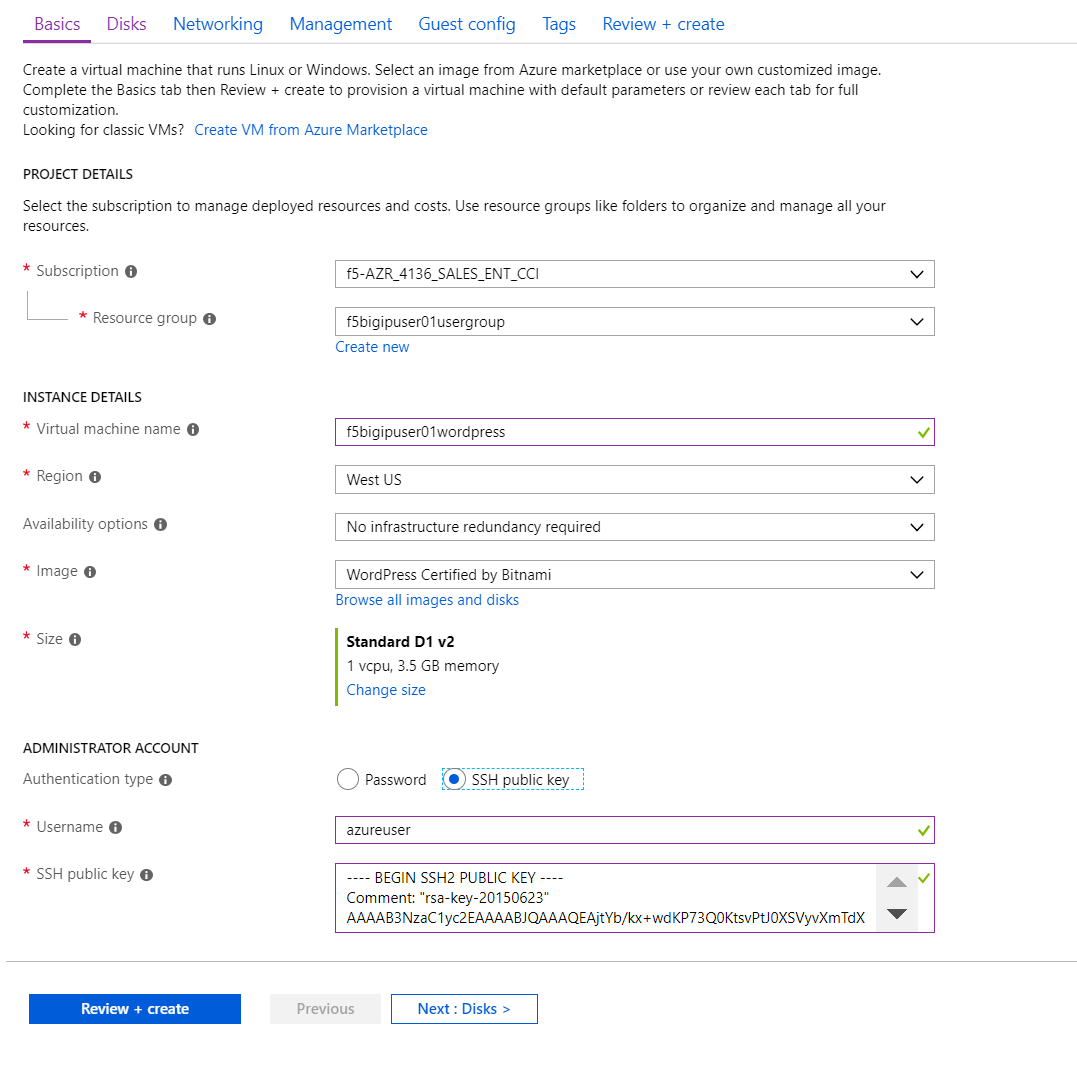 Basics Disks Networking Management Guest config Tags Review + create
Create a virtual machine that runs Linux or Windows. Select an image from Azure marketplace or use your own customized image.
Complete the Basics tab then Review + create to provision a virtual machine with default parameters or review each tab for full
customization.
Looking for classic VMs? Create VM from Azure Marketplace
PROJECT DETAILS
Select the subscription to manage deployed resources and costs. Use resource groups like folders to organize and manage all your
resources.
* Subscription f5-AZR_4136_SALES_ENT_CCI
* Resource group f5bigipuser01usergroup
Create new
INSTANCE DETAILS
* Virtual machine name f5bigipuser01wordpress
* Region West US
Availability options No infrastructure redundancy required
* Image WordPress Certified by Bitnami
Browse all images and disks
* Size Standard D1 v2
1 vcpu, 3.5 GB memory
Change size
ADMINISTRATOR ACCOUNT
Authentication type Password SSH public key
* Username azureuser
* SSH public key ---- BEGIN SSH2 PUBLIC KEY ----
Comment: "rsa-key-20150623"
AAAAB3NzaC1yc2EAAAABJQAAAQEAjtYb/kx+wdKP73Q0KtsvPtJ0XSVyvXmTdX
Review + create Previous Next : Disks >